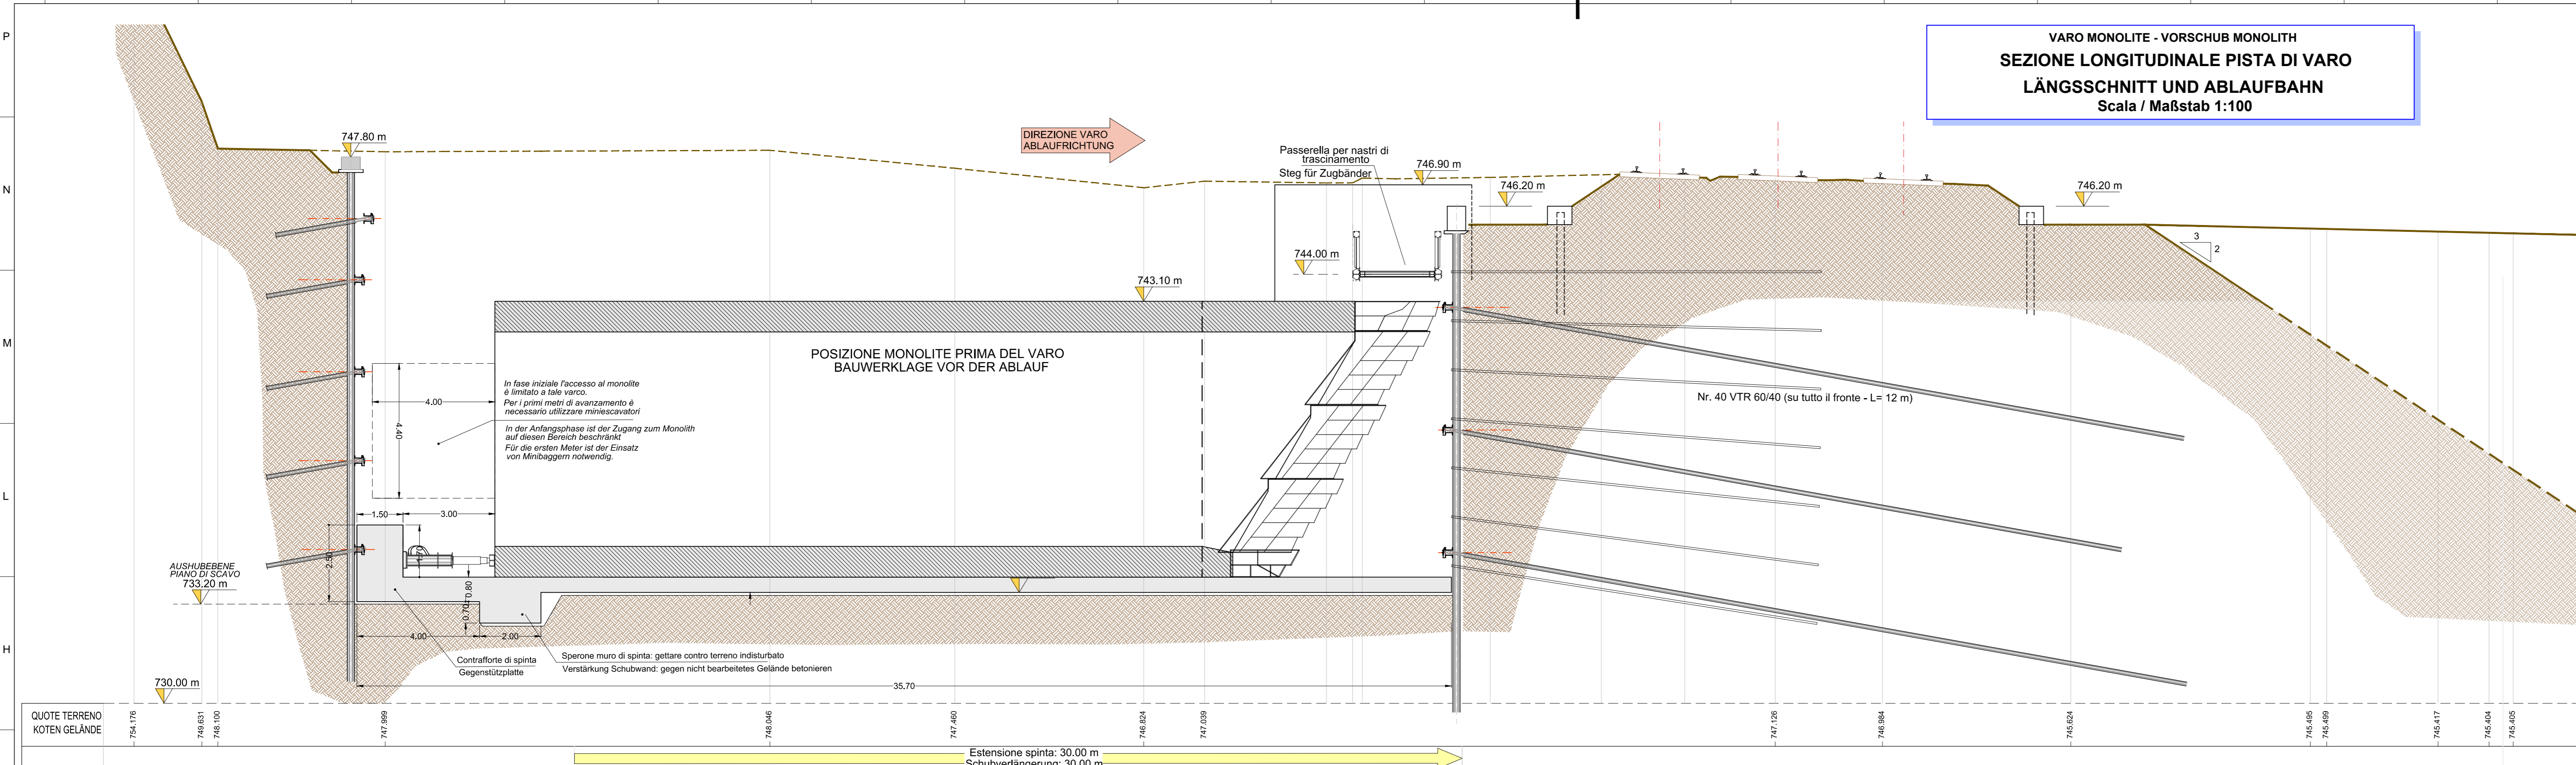 VARO MONOLITE - VORSCHUB MONOLITH
SEZIONE LONGITUDINALE PISTA DI VARO
LÄNGSSCHNITT UND ABLAUFBAHN
Scala / Maßstab 1:100
P
N
M
L
H
747.80 m
DIREZIONE VARO
ABLAUFRICHTUNG
Passerella per nastri di
trascinamento
Steg für Zugbänder
746.90 m
746.20 m
746.20 m
3
2
744.00 m
743.10 m
POSIZIONE MONOLITE PRIMA DEL VARO
BAUWERKLAGE VOR DER ABLAUF
In fase iniziale l'accesso al monolite
è limitato a tale varco.
Per i primi metri di avanzamento è
necessario utilizzare miniescavatori
In der Anfangsphase ist der Zugang zum Monolith
auf diesen Bereich beschränkt
Für die ersten Meter ist der Einsatz
von Minibaggern notwendig.
4.00
4.40
Nr. 40 VTR 60/40 (su tutto il fronte - L= 12 m)
1.50
3.00
2.50
AUSHUBEBENE
PIANO DI SCAVO
733.20 m
0.80
0.70
4.00
2.00
Contrafforte di spinta
Gegenstützplatte
Sperone muro di spinta: gettare contro terreno indisturbato
Verstärkung Schubwand: gegen nicht bearbeitetes Gelände betonieren
730.00 m
35.70
QUOTE TERRENO
KOTEN GELÄNDE
754.176
749.631
748.100
747.999
748.046
747.460
746.824
747.039
747.126
746.984
745.624
745.495
745.499
745.417
745.404
745.405
Estensione spinta: 30.00 m
Schubverlängerung: 30.00 m